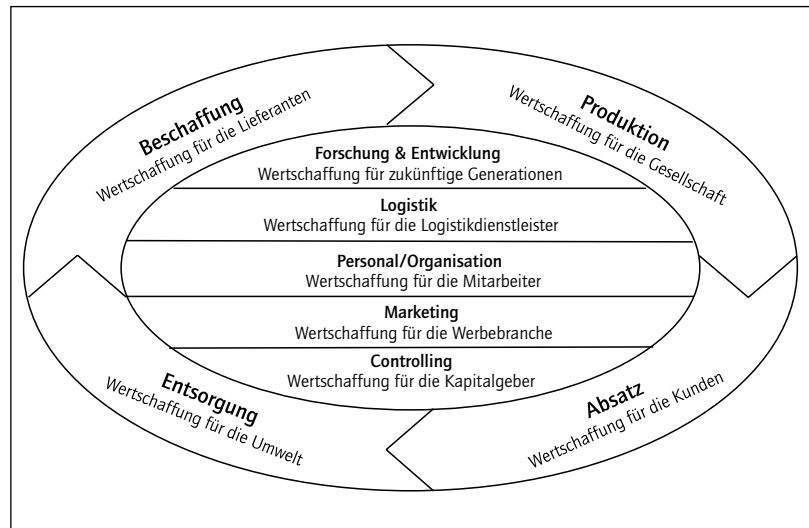 Beschaffung
Wertschaffung für die Lieferanten
Produktion
Wertschaffung für die Gesellschaft
Forschung & Entwicklung
Wertschaffung für zukünftige Generationen
Logistik
Wertschaffung für die Logistikdienstleister
Personal/Organisation
Wertschaffung für die Mitarbeiter
Marketing
Wertschaffung für die Werbebranche
Controlling
Wertschaffung für die Kapitalgeber
Entsorgung
Wertschaffung für die Umwelt
Absatz
Wertschaffung für die Kunden